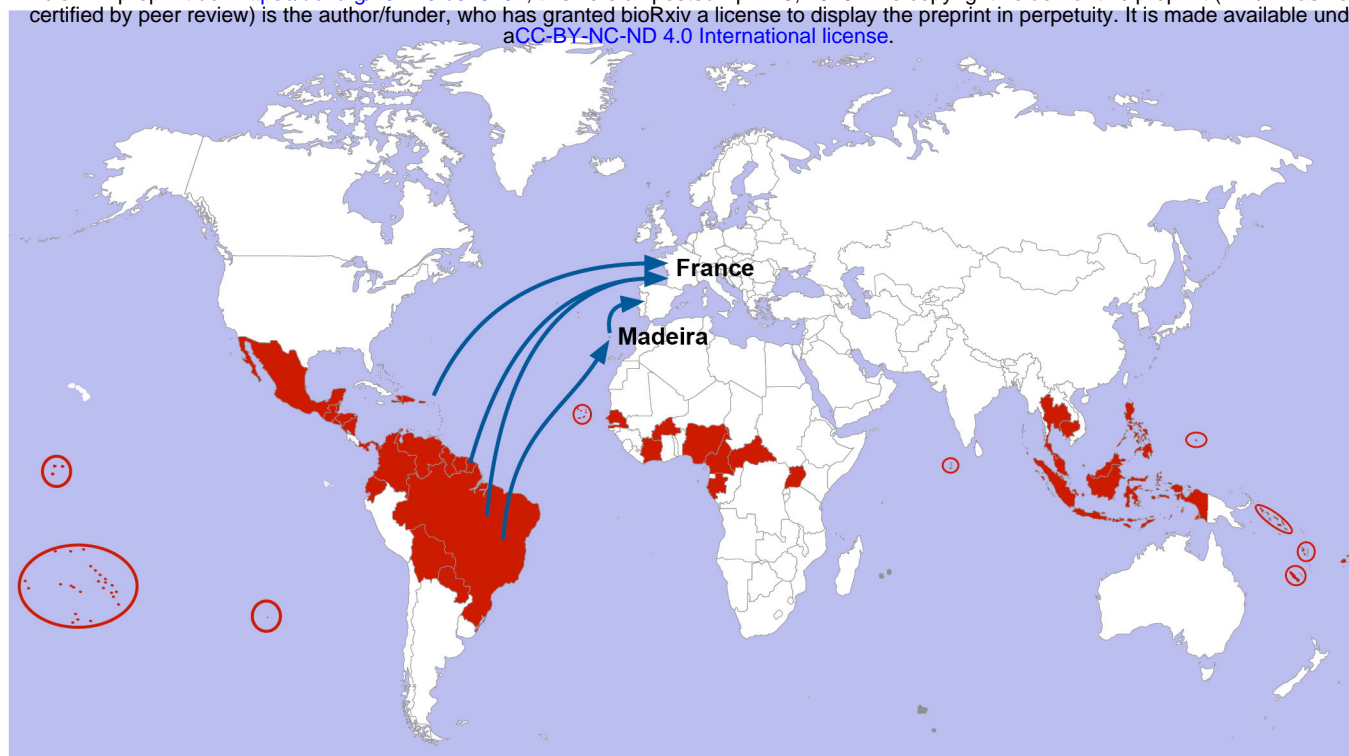 certified by peer review) is the author/funder, who has granted bioRxiv a license to display the preprint in perpetuity. It is made available und
aCC-BY-NC-ND 4.0 International license.
France
Madeira